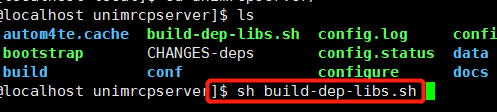 @localhost unimrcpserver]$ ls
autom4te.cache build-dep-libs.sh config.log
bootstrap CHANGES-deps config.status data
build conf configure docs
@localhost unimrcpserver]$ sh build-dep-libs.sh